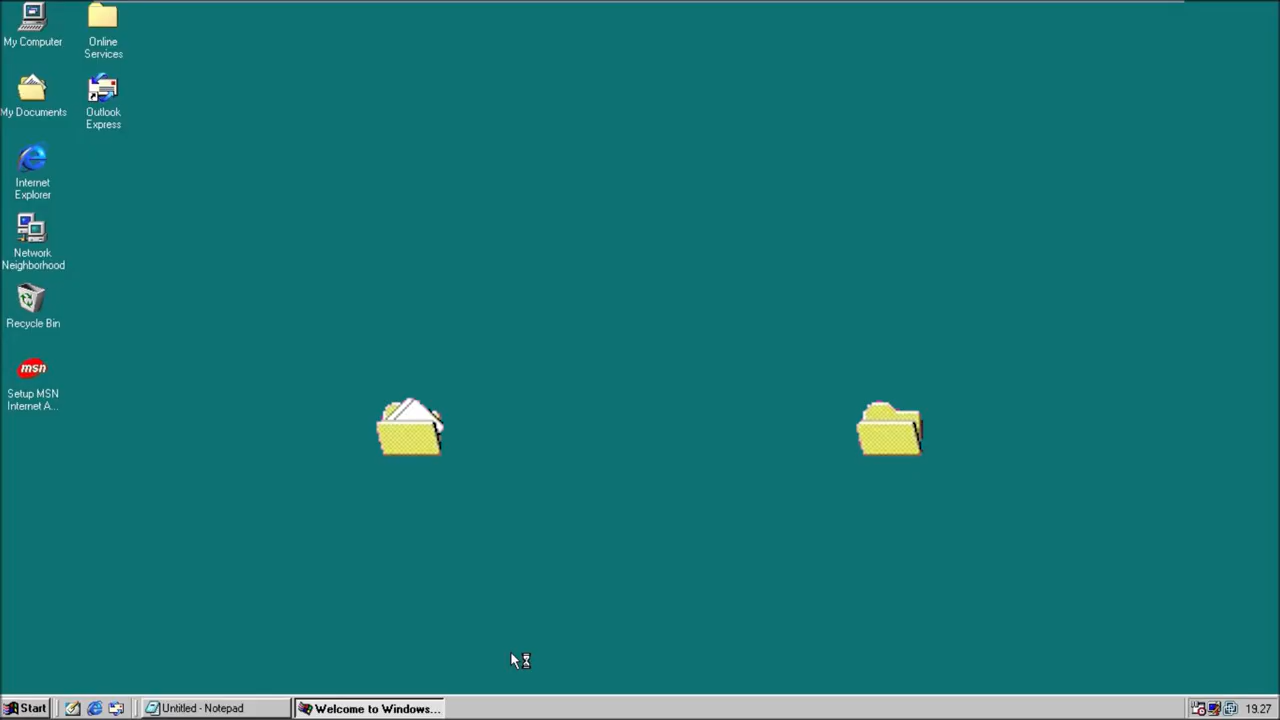 My Computer
Online
Services
My Documents
Outlook
Express
Internet
Explorer
Network
Neighborhood
Recycle Bin
msn
Setup MSN
Internet A...
Start
Untitled - Notepad
Welcome to Windows...
19.27